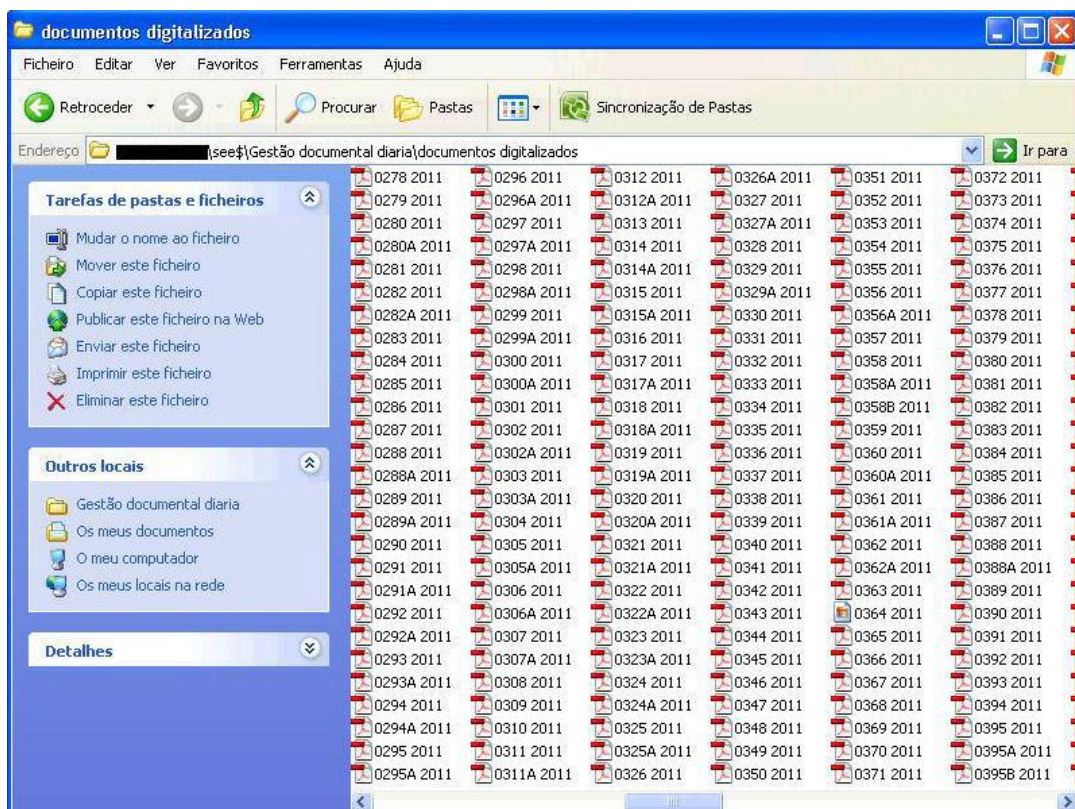 documentos digitalizados
Ficheiro Editar Ver Favoritos Ferramentas Ajuda
Retroceder Procurar Pastas Sincronização de Pastas
Endereço \see$\Gestão documental diaria\documentos digitalizados Ir para
Tarefas de pastas e ficheiros
Mudar o nome ao ficheiro
Mover este ficheiro
Copiar este ficheiro
Publicar este ficheiro na Web
Enviar este ficheiro
Imprimir este ficheiro
Eliminar este ficheiro
Outros locais
Gestão documental diaria
Os meus documentos
O meu computador
Os meus locais na rede
Detalhes
0278 2011 0296 2011 0312 2011 0326A 2011 0351 2011 0372 2011
0279 2011 0296A 2011 0312A 2011 0327 2011 0352 2011 0373 2011
0280 2011 0297 2011 0313 2011 0327A 2011 0353 2011 0374 2011
0280A 2011 0297A 2011 0314 2011 0328 2011 0354 2011 0375 2011
0281 2011 0298 2011 0314A 2011 0329 2011 0355 2011 0376 2011
0282 2011 0298A 2011 0315 2011 0329A 2011 0356 2011 0377 2011
0282A 2011 0299 2011 0315A 2011 0330 2011 0356A 2011 0378 2011
0283 2011 0299A 2011 0316 2011 0331 2011 0357 2011 0379 2011
0284 2011 0300 2011 0317 2011 0332 2011 0358 2011 0380 2011
0285 2011 0300A 2011 0317A 2011 0333 2011 0358A 2011 0381 2011
0286 2011 0301 2011 0318 2011 0334 2011 0358B 2011 0382 2011
0287 2011 0302 2011 0318A 2011 0335 2011 0359 2011 0383 2011
0288 2011 0302A 2011 0319 2011 0336 2011 0360 2011 0384 2011
0288A 2011 0303 2011 0319A 2011 0337 2011 0360A 2011 0385 2011
0289 2011 0303A 2011 0320 2011 0338 2011 0361 2011 0386 2011
0289A 2011 0304 2011 0320A 2011 0339 2011 0361A 2011 0387 2011
0290 2011 0305 2011 0321 2011 0340 2011 0362 2011 0388 2011
0291 2011 0305A 2011 0321A 2011 0341 2011 0362A 2011 0388A 2011
0291A 2011 0306 2011 0322 2011 0342 2011 0363 2011 0389 2011
0292 2011 0306A 2011 0322A 2011 0343 2011 0364 2011 0390 2011
0292A 2011 0307 2011 0323 2011 0344 2011 0365 2011 0391 2011
0293 2011 0307A 2011 0323A 2011 0345 2011 0366 2011 0392 2011
0293A 2011 0308 2011 0324 2011 0346 2011 0367 2011 0393 2011
0294 2011 0309 2011 0324A 2011 0347 2011 0368 2011 0394 2011
0294A 2011 0310 2011 0325 2011 0348 2011 0369 2011 0395 2011
0295 2011 0311 2011 0325A 2011 0349 2011 0370 2011 0395A 2011
0295A 2011 0311A 2011 0326 2011 0350 2011 0371 2011 0395B 2011